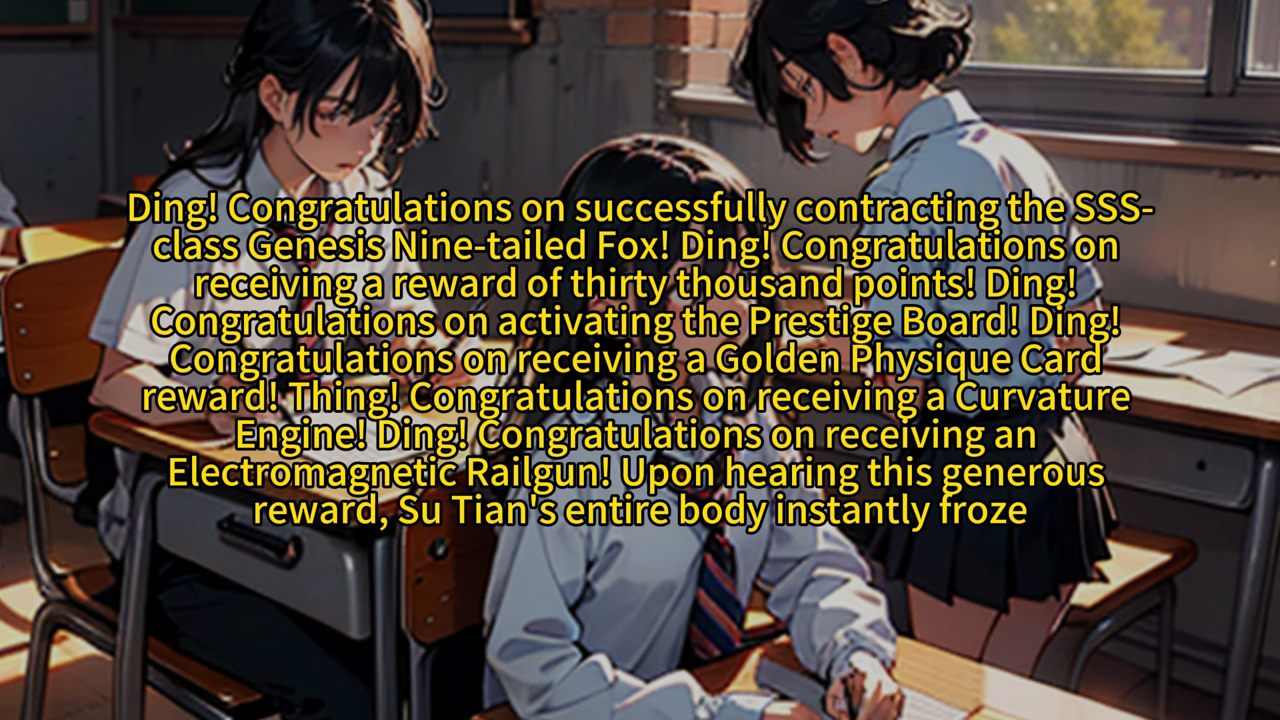 Ding! Congratulations on successfully contracting the SSS-
class Genesis Nine-tailed Fox! Ding! Congratulations on
receiving a reward of thirty thousand points! Ding!
Congratulations on activating the Prestige Board! Ding!
Congratulations on receiving a Golden Physique Card
reward! Thing! Congratulations on receiving a Curvature
Engine! Ding! Congratulations on receiving an
Electromagnetic Railgun! Upon hearing this generous
reward, Su Tian's entire body instantly froze